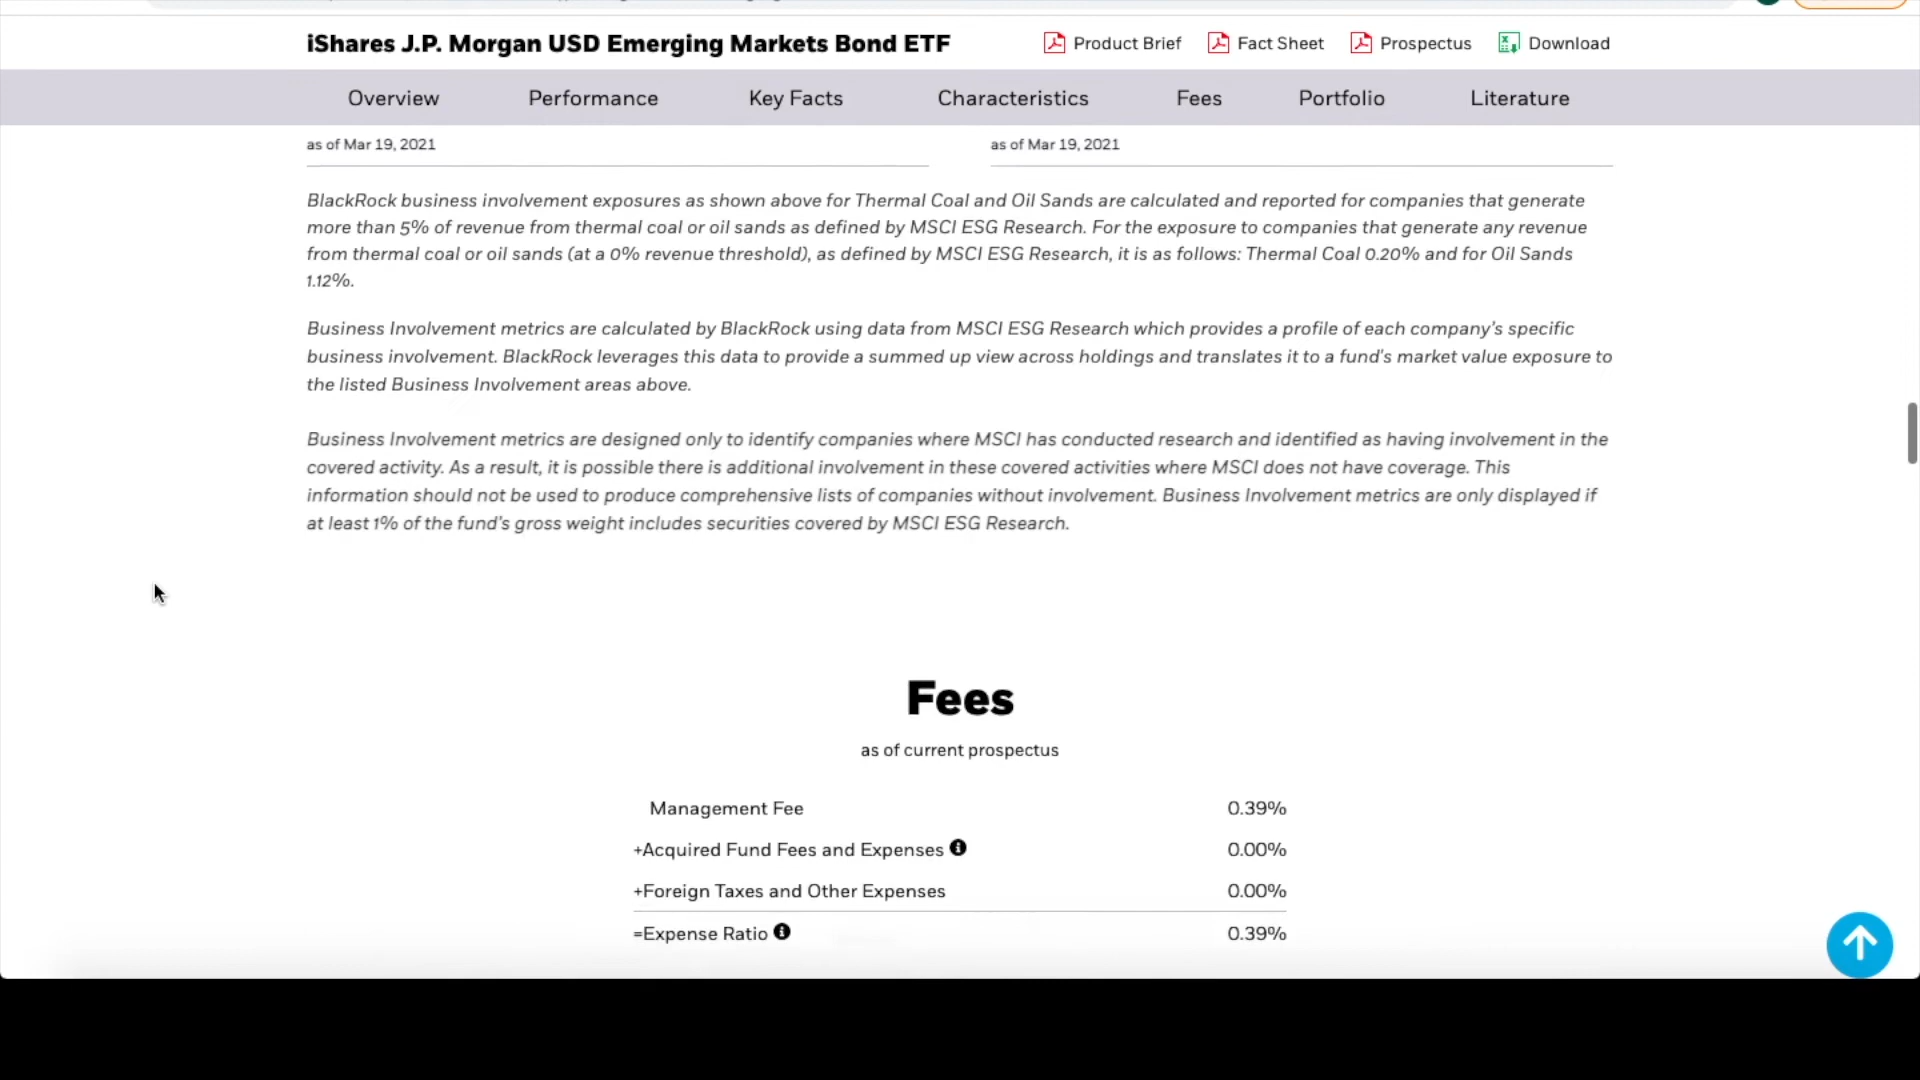 iShares J.P. Morgan USD Emerging Markets Bond ETF
Product Brief
Fact Sheet
Prospectus
Download
Overview
Performance
Key Facts
Characteristics
Fees
Portfolio
Literature
as of Mar 19, 2021
as of Mar 19, 2021
BlackRock business involvement exposures as shown above for Thermal Coal and Oil Sands are calculated and reported for companies that generate
more than 5% of revenue from thermal coal or oil sands as defined by MSCI ESG Research. For the exposure to companies that generate any revenue
from thermal coal or oil sands (at a 0% revenue threshold), as defined by MSCI ESG Research, it is as follows: Thermal Coal 0.20% and for Oil Sands
1.12%.
Business Involvement metrics are calculated by BlackRock using data from MSCI ESG Research which provides a profile of each company's specific
business involvement. BlackRock leverages this data to provide a summed up view across holdings and translates it to a fund's market value exposure to
the listed Business Involvement areas above.
Business Involvement metrics are designed only to identify companies where MSCI has conducted research and identified as having involvement in the
covered activity. As a result, it is possible there is additional involvement in these covered activities where MSCI does not have coverage. This
information should not be used to produce comprehensive lists of companies without involvement. Business Involvement metrics are only displayed if
at least 1% of the fund's gross weight includes securities covered by MSCI ESG Research.
Fees
as of current prospectus
Management Fee 0.39%
+Acquired Fund Fees and Expenses 0.00%
+Foreign Taxes and Other Expenses 0.00%
=Expense Ratio 0.39%